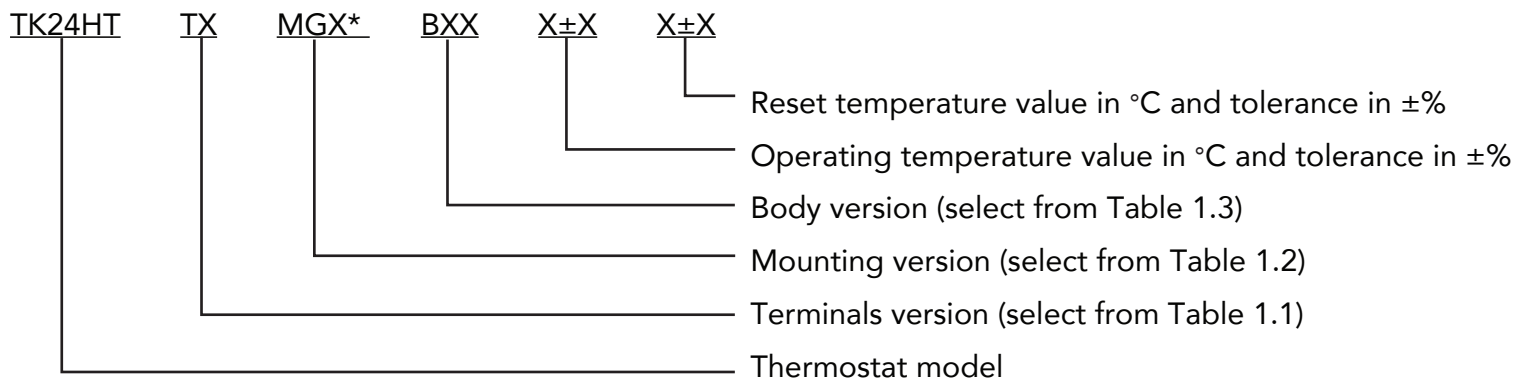 TK24HT TX MGX* BXX X±X X±X
Reset temperature value in °C and tolerance in ±%
Operating temperature value in °C and tolerance in ±%
Body version (select from Table 1.3)
Mounting version (select from Table 1.2)
Terminals version (select from Table 1.1)
Thermostat model